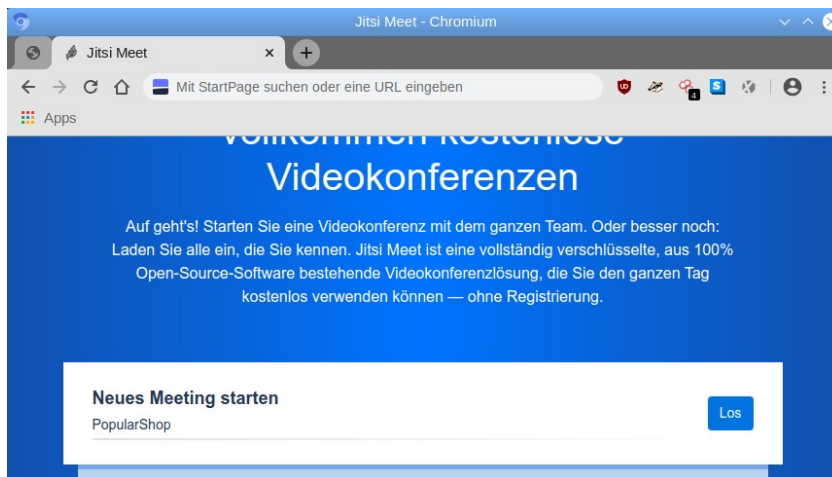 Jitsi Meet - Chromium
Jitsi Meet
Mit StartPage suchen oder eine URL eingeben
4
S
Apps
Vollkommen kostenlose
Videokonferenzen
Auf geht's! Starten Sie eine Videokonferenz mit dem ganzen Team. Oder besser noch:
Laden Sie alle ein, die Sie kennen. Jitsi Meet ist eine vollständig verschlüsselte, aus 100%
Open-Source-Software bestehende Videokonferenzlösung, die Sie den ganzen Tag
kostenlos verwenden können — ohne Registrierung.
Neues Meeting starten
PopularShop
Los